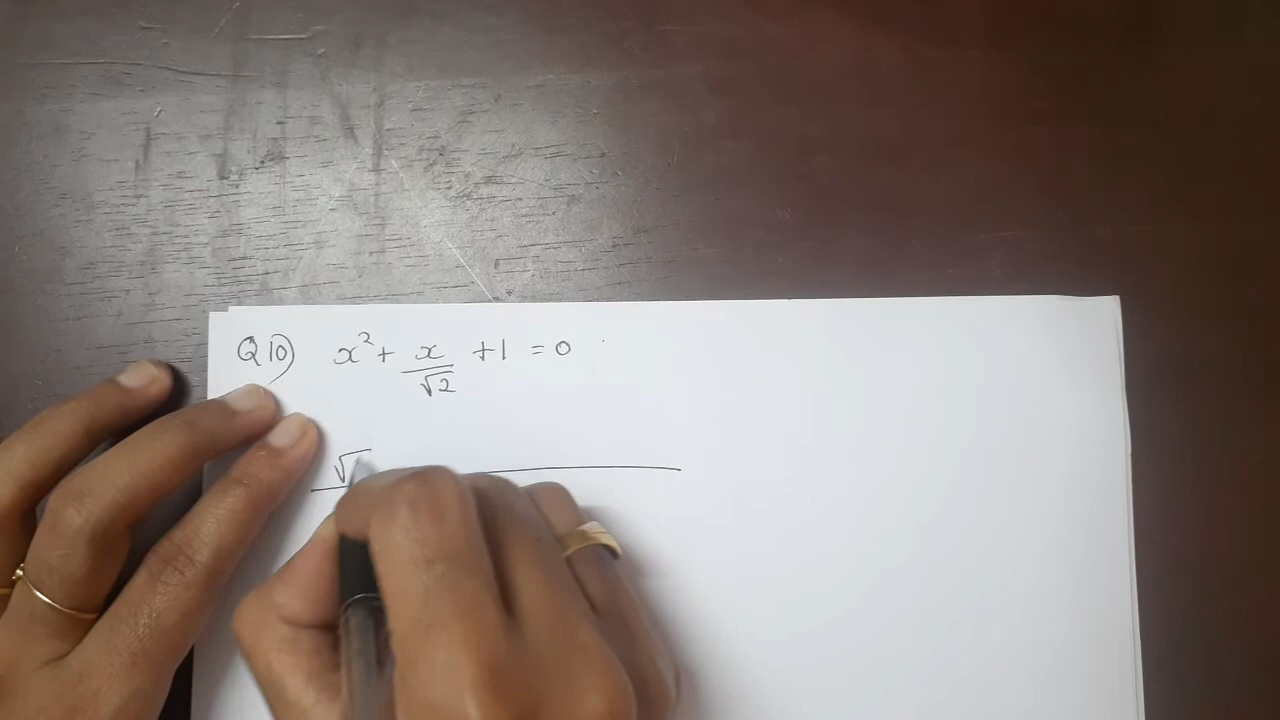 Q10) x² + x/√2 + 1 = 0
√